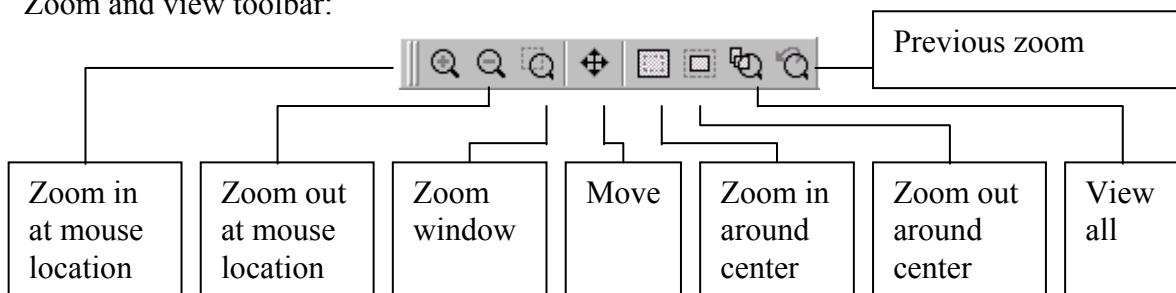 Zoom and view toolbar:
Previous zoom
Zoom in
at mouse
location
Zoom out
at mouse
location
Zoom
window
Move
Zoom in
around
center
Zoom out
around
center
View
all